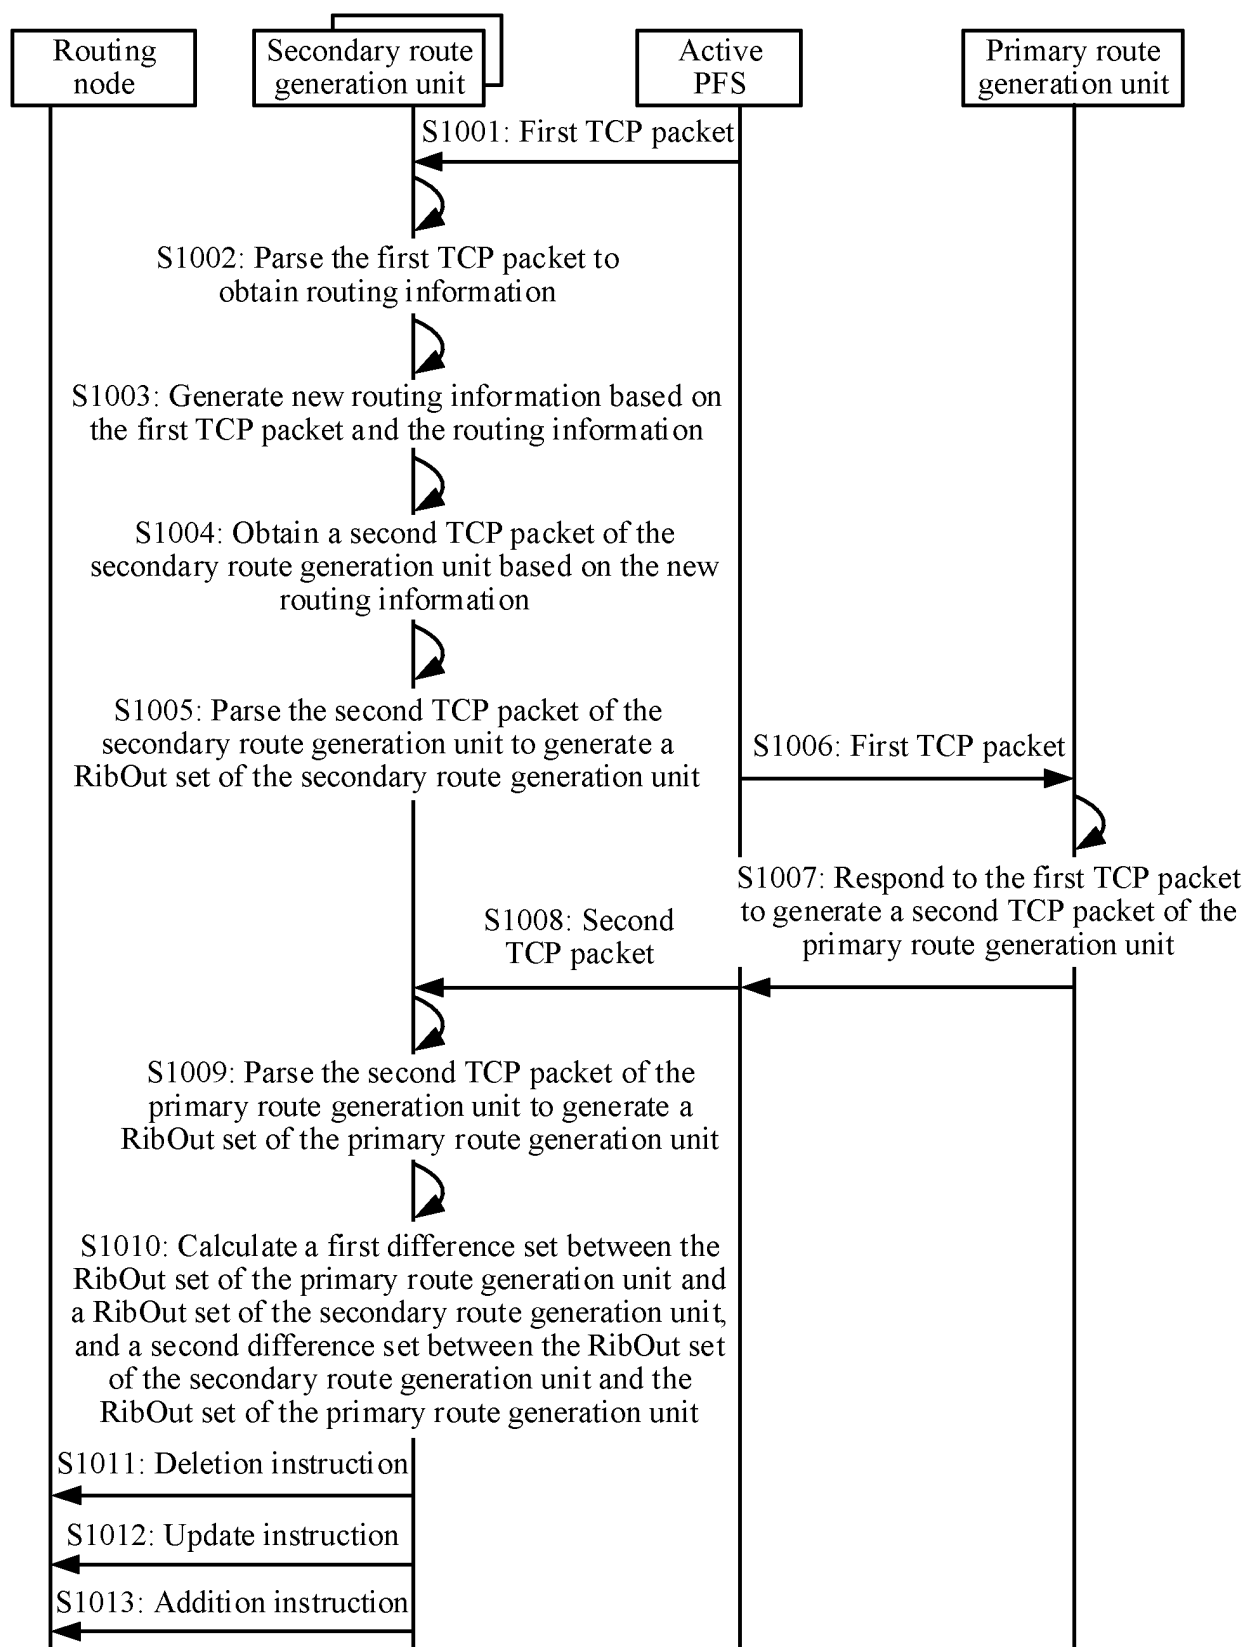 Routing
node
Secondary route
generation unit
Active
PFS
Primary route
generation unit
S1001: First TCP packet
S1002: Parse the first TCP packet to
obtain routing information
S1003: Generate new routing information based on
the first TCP packet and the routing information
S1004: Obtain a second TCP packet of the
secondary route generation unit based on the new
routing information
S1005: Parse the second TCP packet of the
secondary route generation unit to generate a
RibOut set of the secondary route generation unit
S1006: First TCP packet
S1007: Respond to the first TCP packet
to generate a second TCP packet of the
primary route generation unit
S1008: Second
TCP packet
S1009: Parse the second TCP packet of the
primary route generation unit to generate a
RibOut set of the primary route generation unit
S1010: Calculate a first difference set between the
RibOut set of the primary route generation unit and
a RibOut set of the secondary route generation unit,
and a second difference set between the RibOut set
of the secondary route generation unit and the
RibOut set of the primary route generation unit
S1011: Deletion instruction
S1012: Update instruction
S1013: Addition instruction